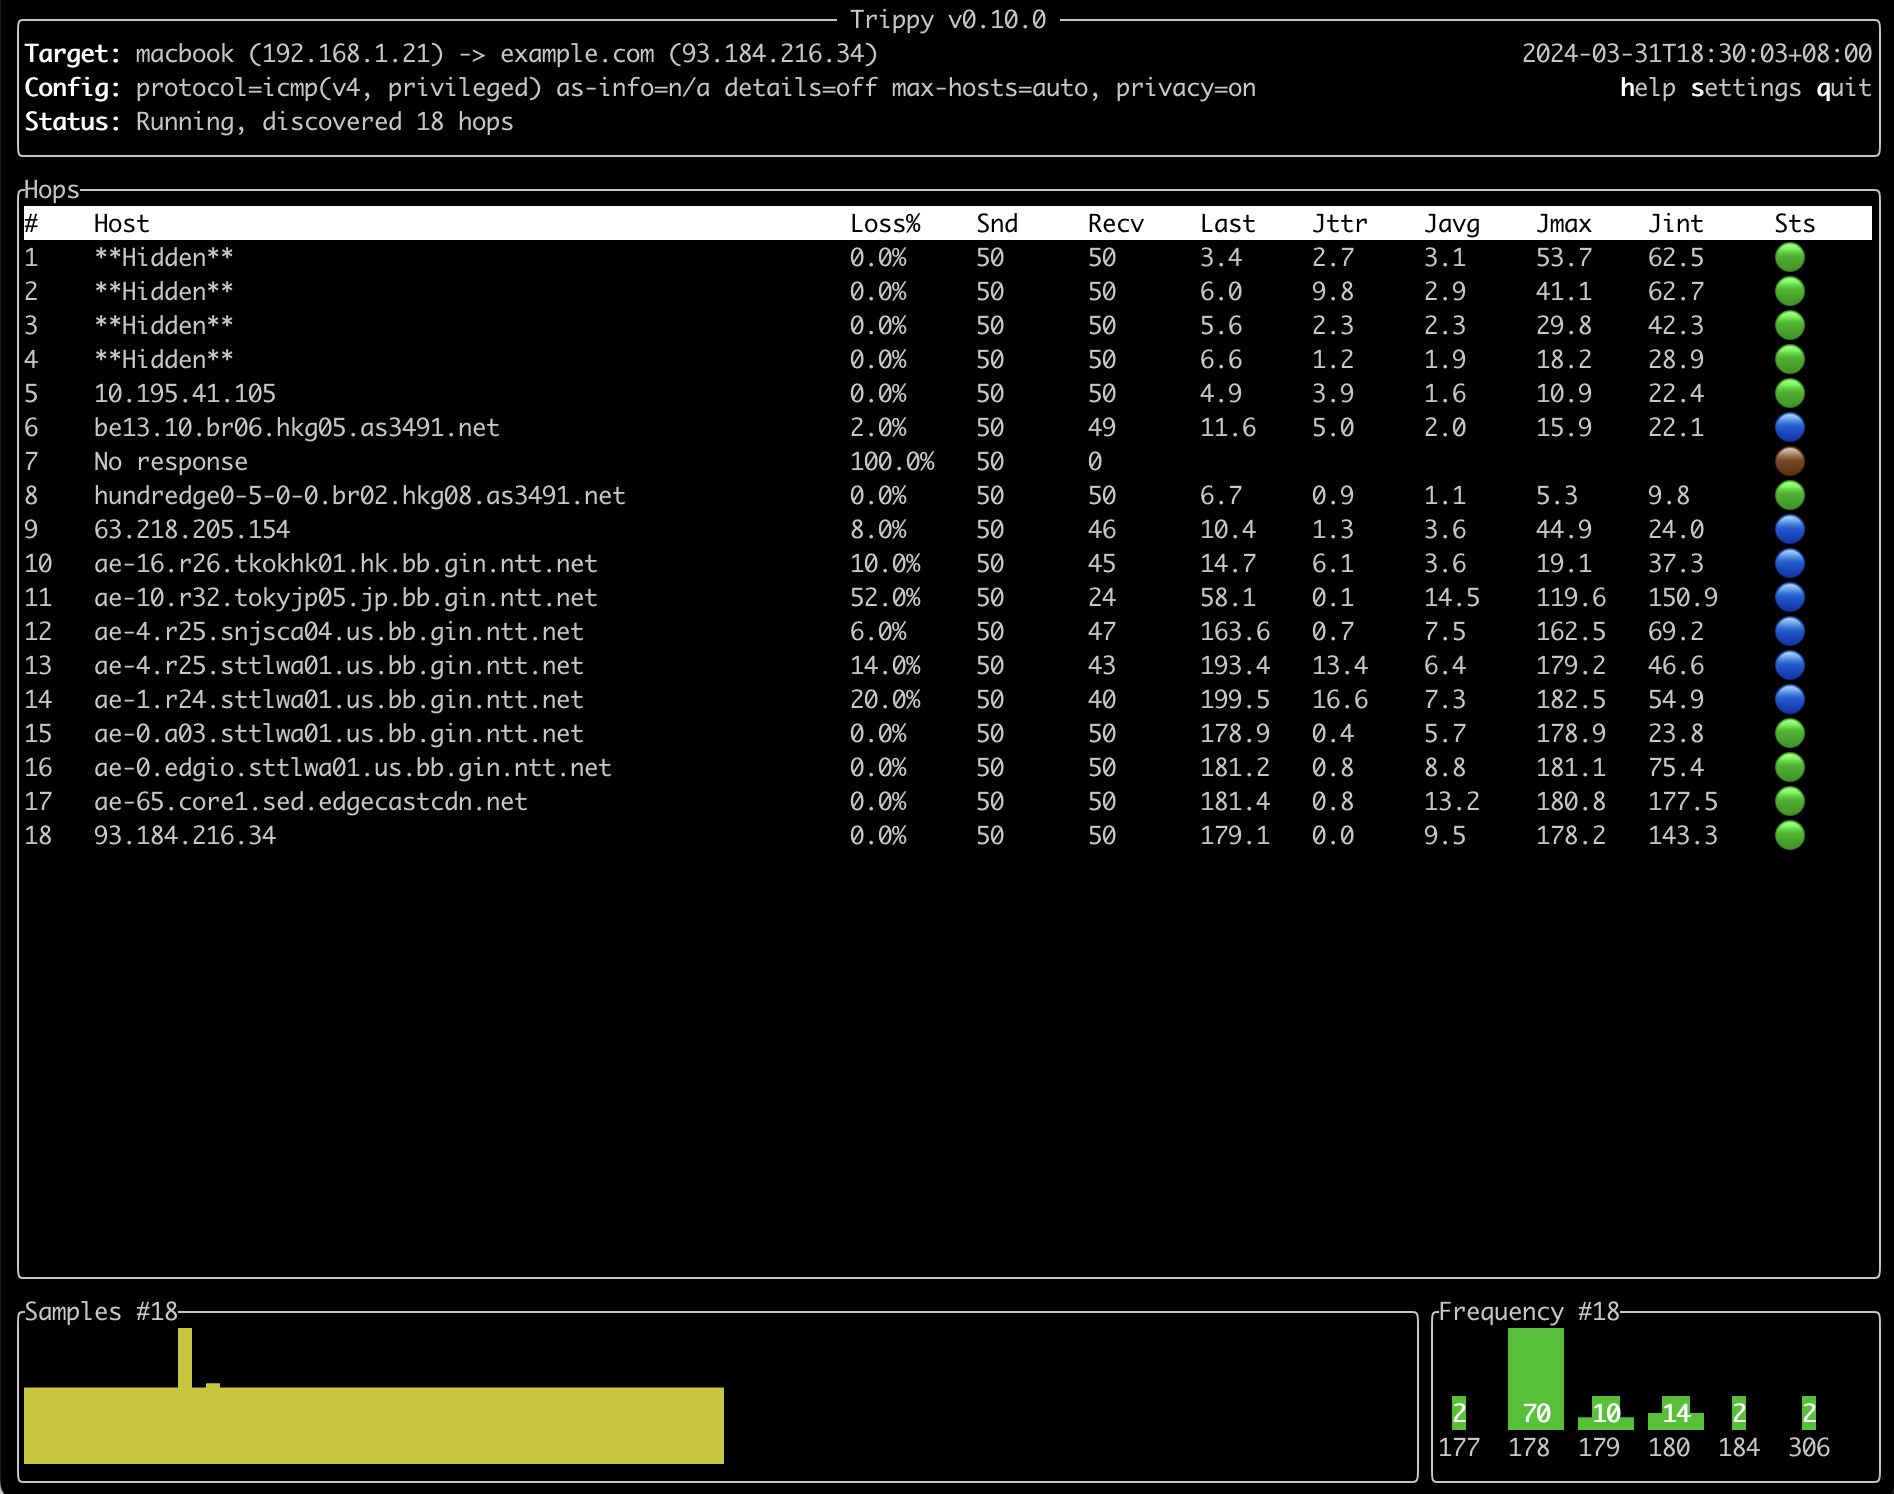 Trippy v0.10.0
Target: macbook (192.168.1.21) -> example.com (93.184.216.34) 2024-03-31T18:30:03+08:00
Config: protocol=icmp(v4, privileged) as-info=n/a details=off max-hosts=auto, privacy=on help settings quit
Status: Running, discovered 18 hops
Hops
# Host Loss% Snd Recv Last Jttr Javg Jmax Jint Sts
1 **Hidden** 0.0% 50 50 3.4 2.7 3.1 53.7 62.5
2 **Hidden** 0.0% 50 50 6.0 9.8 2.9 41.1 62.7
3 **Hidden** 0.0% 50 50 5.6 2.3 2.3 29.8 42.3
4 **Hidden** 0.0% 50 50 6.6 1.2 1.9 18.2 28.9
5 10.195.41.105 0.0% 50 50 4.9 3.9 1.6 10.9 22.4
6 be13.10.br06.hkg05.as3491.net 2.0% 50 49 11.6 5.0 2.0 15.9 22.1
7 No response 100.0% 50 0
8 hundredge0-5-0-0.br02.hkg08.as3491.net 0.0% 50 50 6.7 0.9 1.1 5.3 9.8
9 63.218.205.154 8.0% 50 46 10.4 1.3 3.6 44.9 24.0
10 ae-16.r26.tkokhk01.hk.bb.gin.ntt.net 10.0% 50 45 14.7 6.1 3.6 19.1 37.3
11 ae-10.r32.tokyjp05.jp.bb.gin.ntt.net 52.0% 50 24 58.1 0.1 14.5 119.6 150.9
12 ae-4.r25.snjsca04.us.bb.gin.ntt.net 6.0% 50 47 163.6 0.7 7.5 162.5 69.2
13 ae-4.r25.sttlwa01.us.bb.gin.ntt.net 14.0% 50 43 193.4 13.4 6.4 179.2 46.6
14 ae-1.r24.sttlwa01.us.bb.gin.ntt.net 20.0% 50 40 199.5 16.6 7.3 182.5 54.9
15 ae-0.a03.sttlwa01.us.bb.gin.ntt.net 0.0% 50 50 178.9 0.4 5.7 178.9 23.8
16 ae-0.edgio.sttlwa01.us.bb.gin.ntt.net 0.0% 50 50 181.2 0.8 8.8 181.1 75.4
17 ae-65.core1.sed.edgecastcdn.net 0.0% 50 50 181.4 0.8 13.2 180.8 177.5
18 93.184.216.34 0.0% 50 50 179.1 0.0 9.5 178.2 143.3
Samples #18
Frequency #18
2 70 10 14 2 2
177 178 179 180 184 306